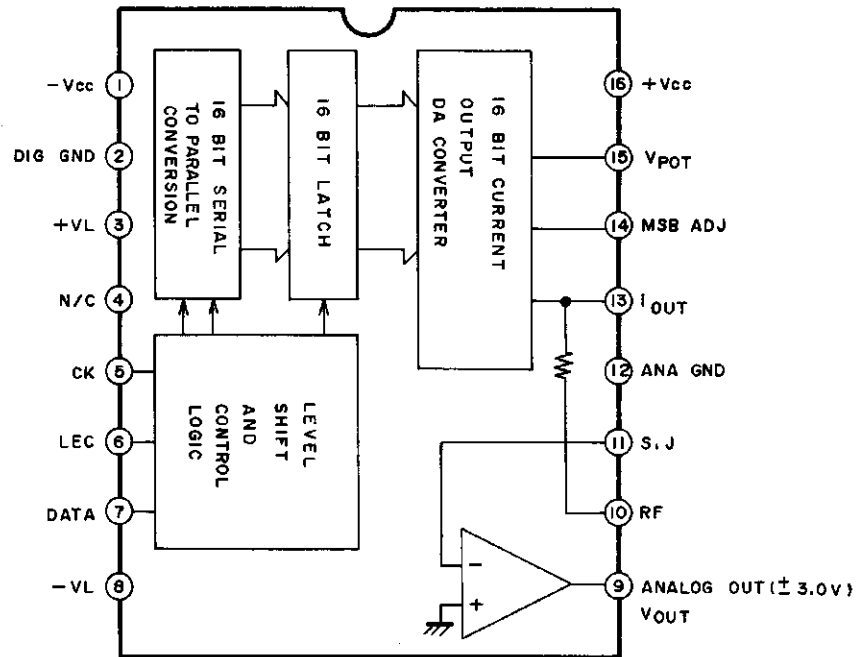 -Vcc 1
DIG GND 2
+VL 3
N/C 4
CK 5
LEC 6
DATA 7
-VL 8
16 BIT SERIAL
TO PARALLEL
CONVERSION
16 BIT LATCH
16 BIT CURRENT
OUTPUT
DA CONVERTER
LEVEL
SHIFT
AND
CONTROL
LOGIC
-
+
16 +Vcc
15 VPOT
14 MSB ADJ
13 IOUT
12 ANA GND
11 S.J
10 RF
9 ANALOG OUT(±3.0V)
VOUT